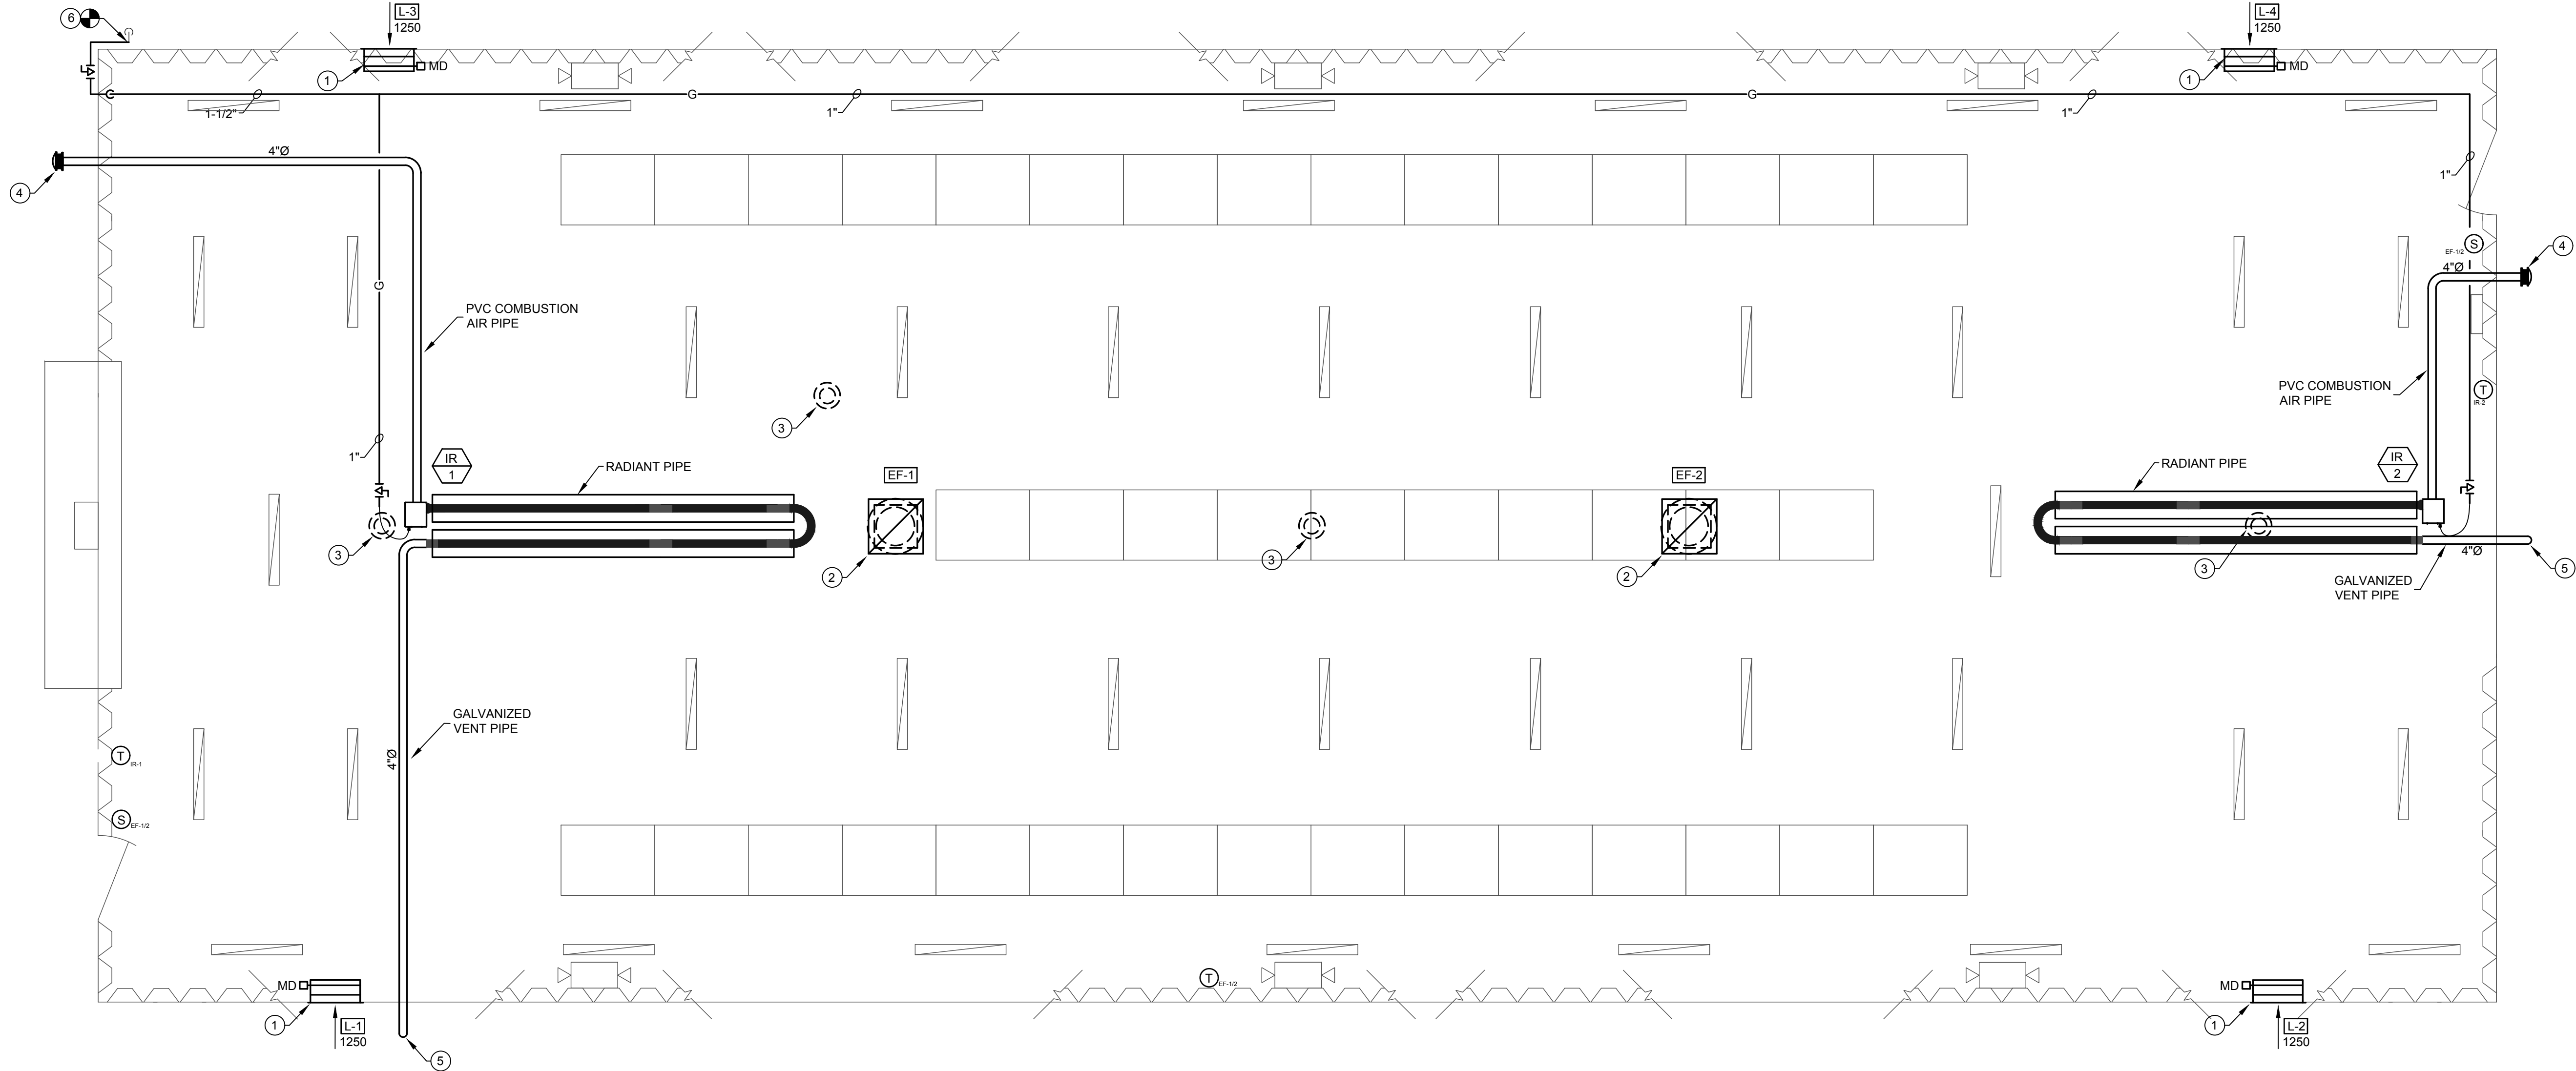 6
L-3
1250
L-4
1250
1
MD
1
MD
G
G
G
1-1/2"
1"
1"
4"Ø
4
1"
S
EF-1/2
4
4"Ø
G
PVC COMBUSTION
AIR PIPE
PVC COMBUSTION
AIR PIPE
T
IR-2
3
1"
IR
1
RADIANT PIPE
EF-1
EF-2
RADIANT PIPE
IR
2
3
2
3
2
3
4"Ø
5
GALVANIZED
VENT PIPE
GALVANIZED
VENT PIPE
4"Ø
T
IR-1
S
EF-1/2
MD
T
EF-1/2
MD
1
L-1
1250
5
1
L-2
1250